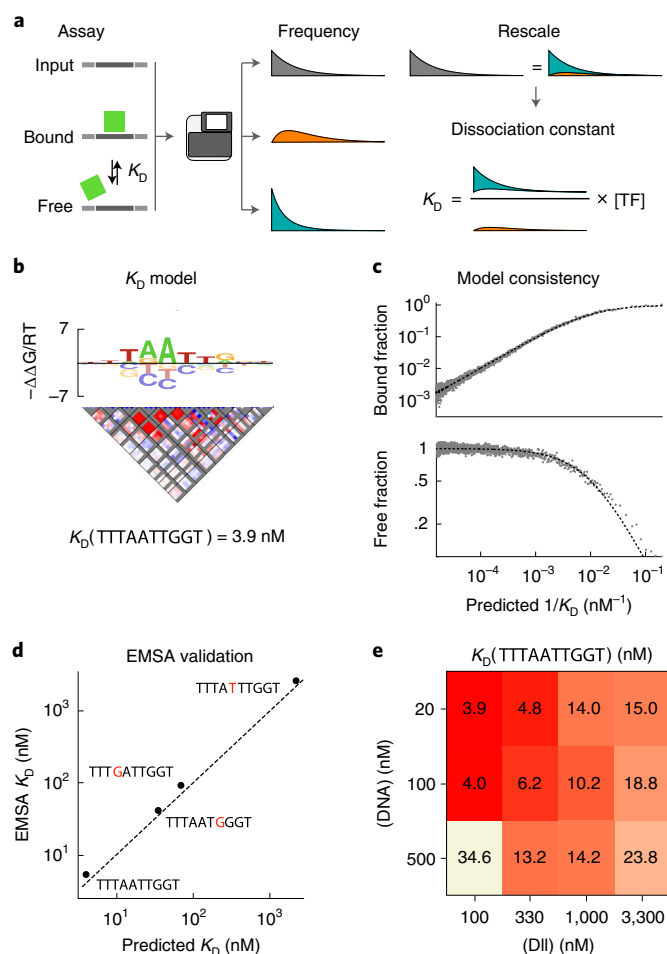 a
Assay
Frequency
Rescale
Input
=
Bound
Dissociation constant
K_D
Free
K_D = × [TF]
b
K_D model
7
−ΔΔG/RT
−7
K_D(TTTAATTGGT) = 3.9 nM
c
Model consistency
Bound fraction
10^0
10^−1
10^−2
10^−3
Free fraction
1
.5
.2
10^−4 10^−3 10^−2 10^−1
Predicted 1/K_D (nM^−1)
d
EMSA validation
EMSA K_D (nM)
10^3
10^2
10^1
TTTATTTGGT
TTTGATTGGT
TTTAATGGGT
TTTAATTGGT
10^1 10^2 10^3
Predicted K_D (nM)
e
K_D(TTTAATTGGT) (nM)
(DNA) (nM)
20 3.9 4.8 14.0 15.0
100 4.0 6.2 10.2 18.8
500 34.6 13.2 14.2 23.8
100 330 1,000 3,300
(Dll) (nM)